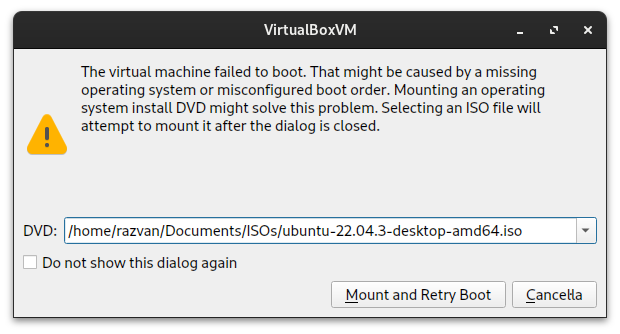 VirtualBoxVM
The virtual machine failed to boot. That might be caused by a missing
operating system or misconfigured boot order. Mounting an operating
system install DVD might solve this problem. Selecting an ISO file will
attempt to mount it after the dialog is closed.
DVD: /home/razvan/Documents/ISOs/ubuntu-22.04.3-desktop-amd64.iso
Do not show this dialog again
Mount and Retry Boot Canceƚƚa